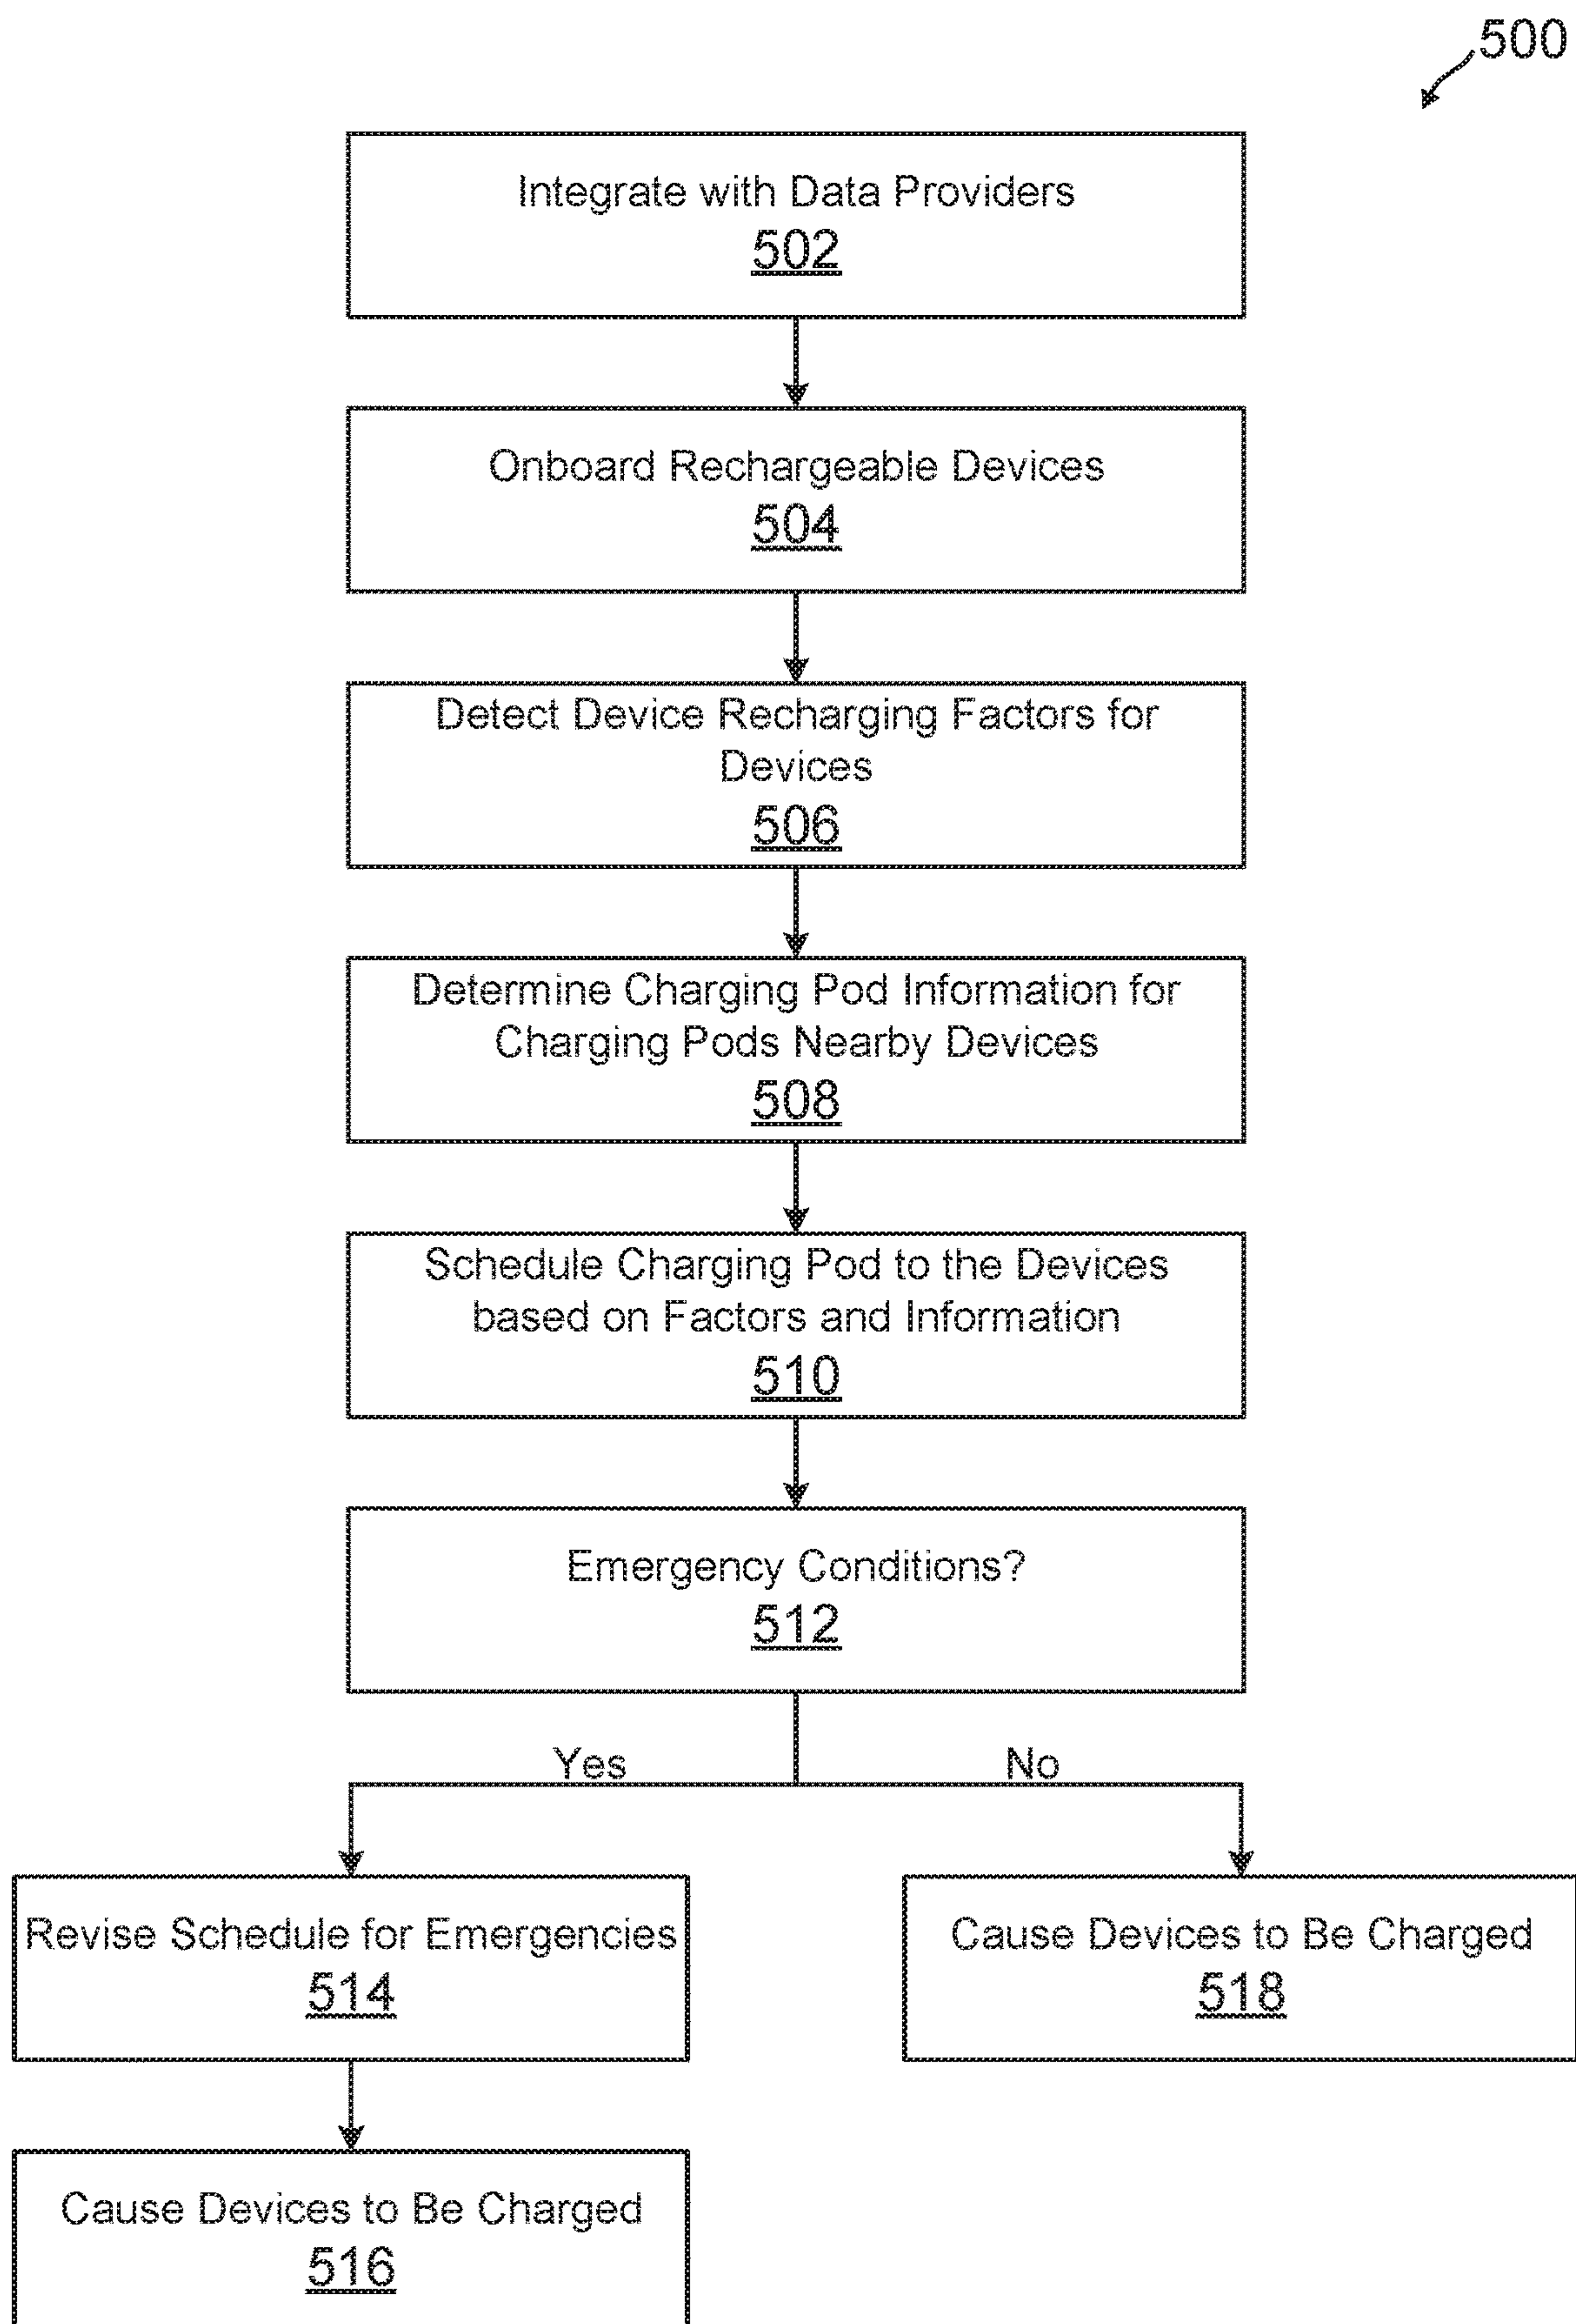 500
Integrate with Data Providers
502
Onboard Rechargeable Devices
504
Detect Device Recharging Factors for
Devices
506
Determine Charging Pod Information for
Charging Pods Nearby Devices
508
Schedule Charging Pod to the Devices
based on Factors and Information
510
Emergency Conditions?
512
Yes
No
Revise Schedule for Emergencies
514
Cause Devices to Be Charged
518
Cause Devices to Be Charged
516